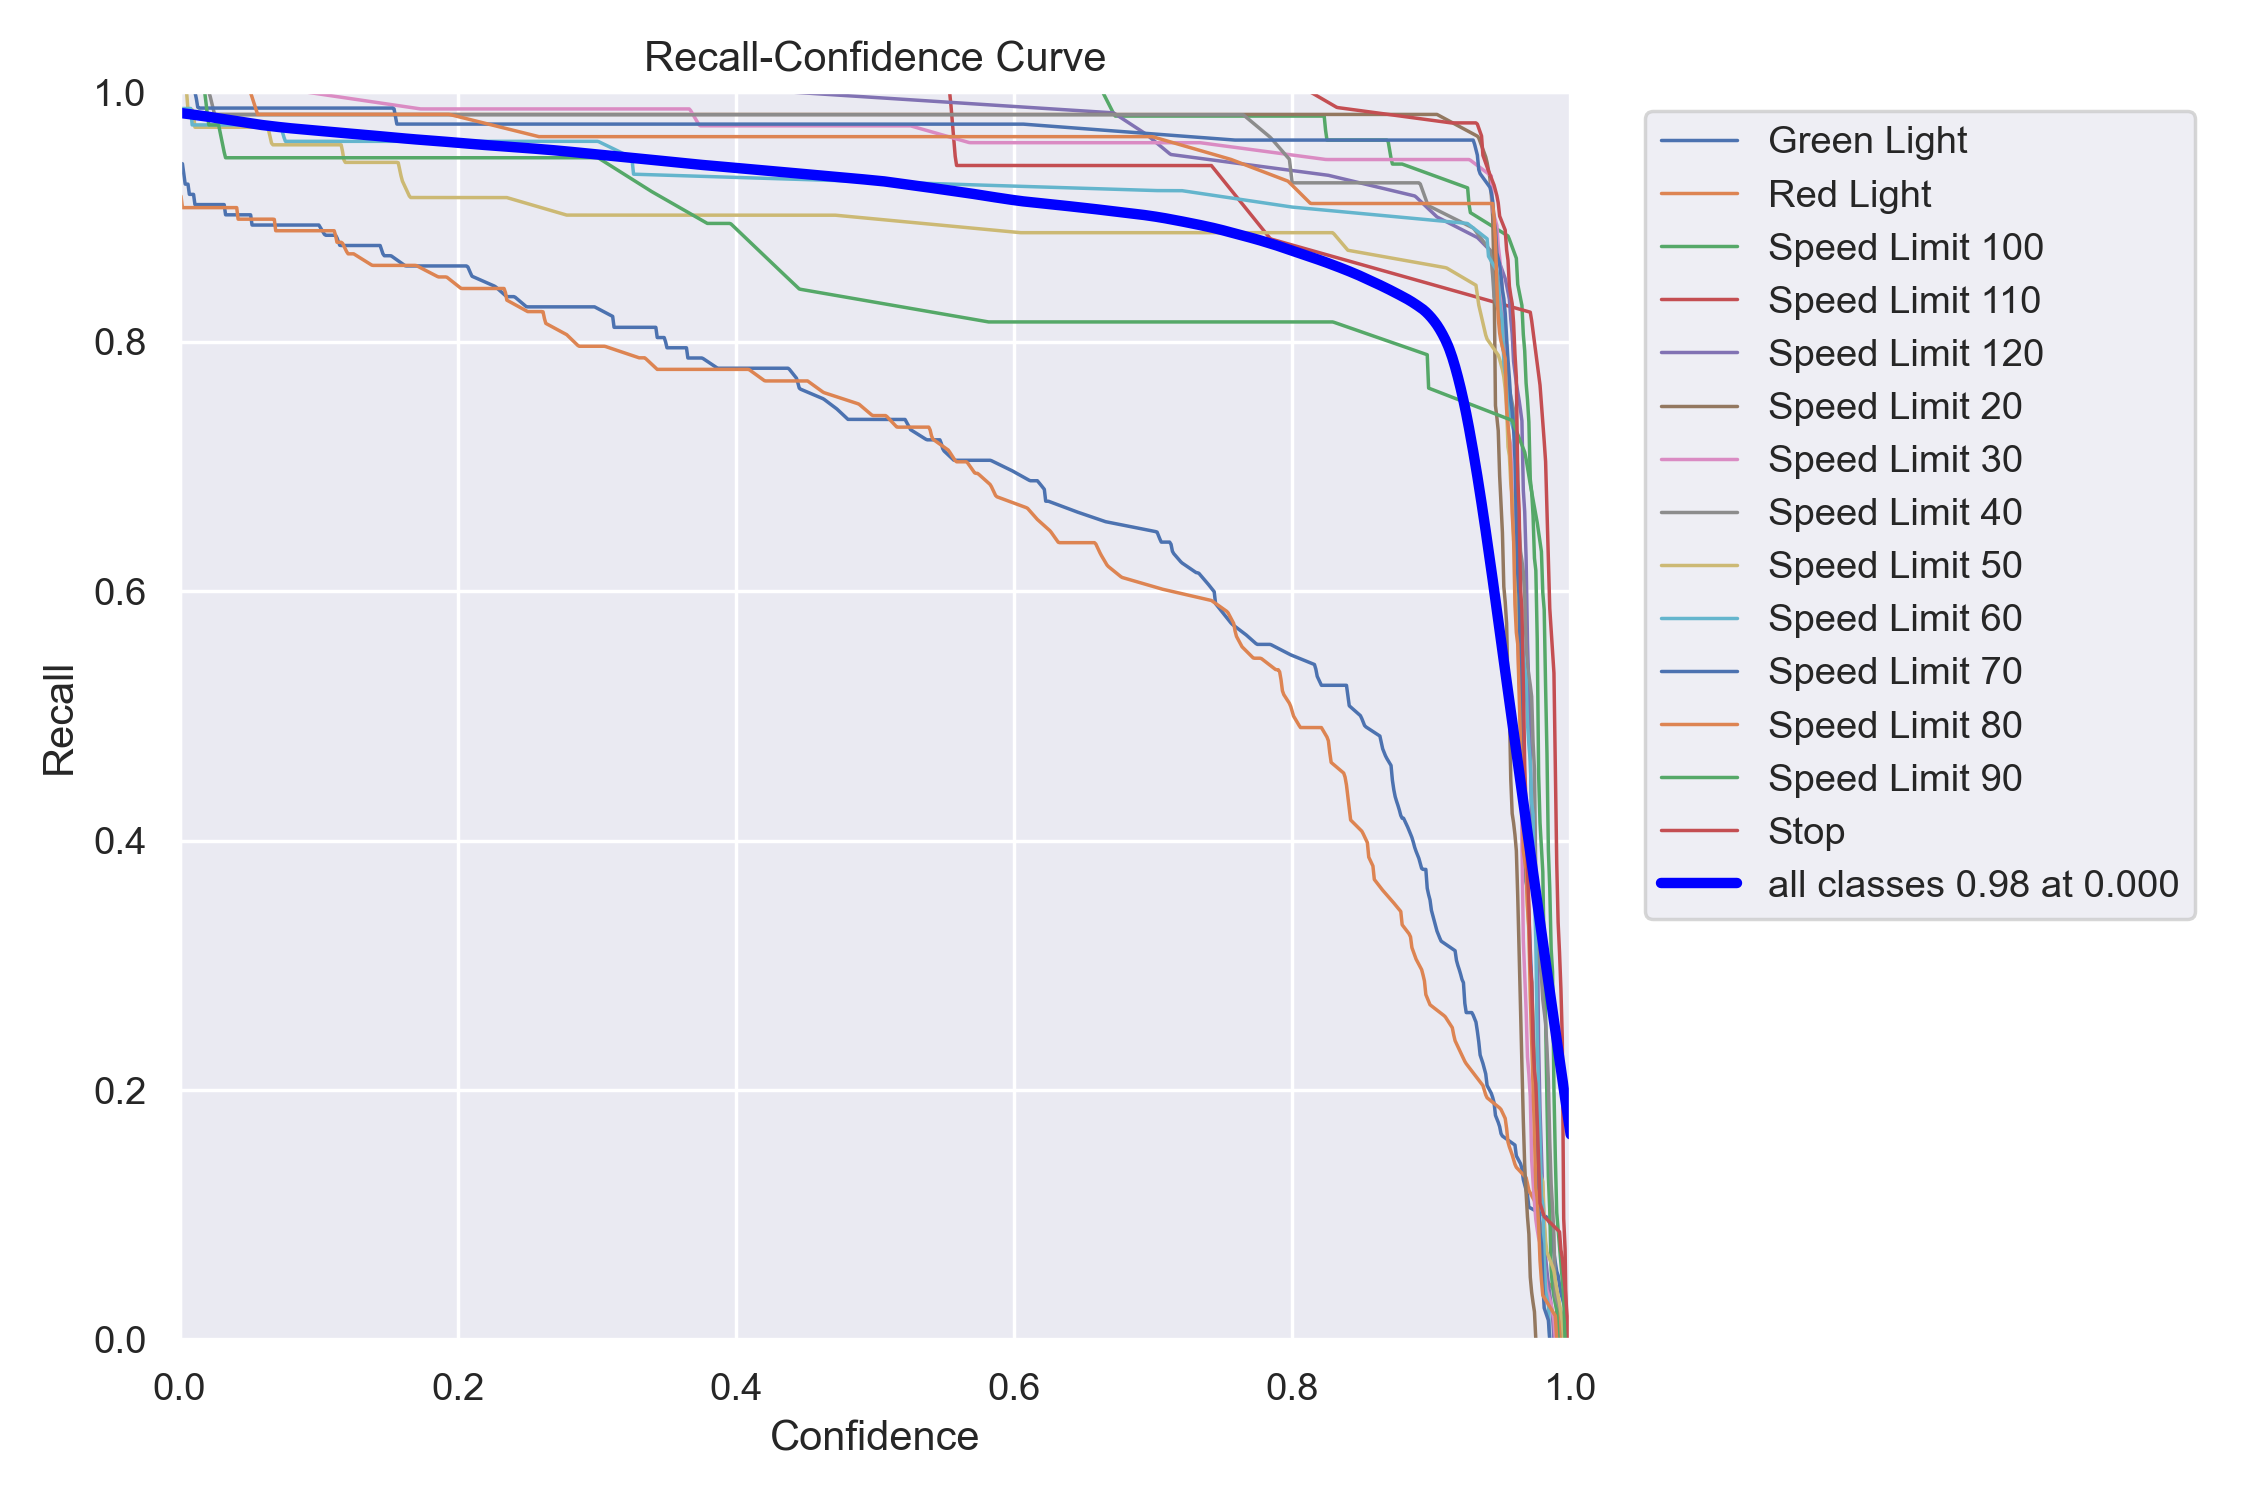 Recall-Confidence Curve
1.0
0.8
0.6
0.4
0.2
0.0
Recall
0.0 0.2 0.4 0.6 0.8 1.0
Confidence
Green Light
Red Light
Speed Limit 100
Speed Limit 110
Speed Limit 120
Speed Limit 20
Speed Limit 30
Speed Limit 40
Speed Limit 50
Speed Limit 60
Speed Limit 70
Speed Limit 80
Speed Limit 90
Stop
all classes 0.98 at 0.000